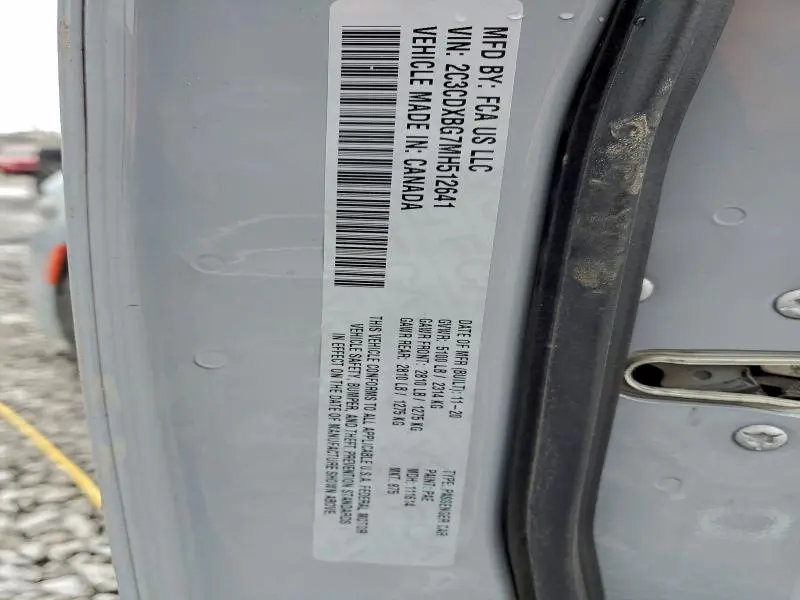 MFD BY: FCA US LLC
VIN: 2C3CDXBG7MH512641
VEHICLE MADE IN: CANADA
DATE OF MFR (BUILT): 11-20
GVWR: 5100 LB / 2314 KG
GAWR FRONT: 2810 LB / 1275 KG
GAWR REAR: 2810 LB / 1275 KG
THIS VEHICLE CONFORMS TO ALL APPLICABLE U.S.A. FEDERAL MOTOR
VEHICLE SAFETY, BUMPER, AND THEFT PREVENTION STANDARDS
IN EFFECT ON THE DATE OF MANUFACTURE SHOWN ABOVE.
TYPE: PASSENGER CAR
PAINT: PAE
MDH: 111614
MKT: 875